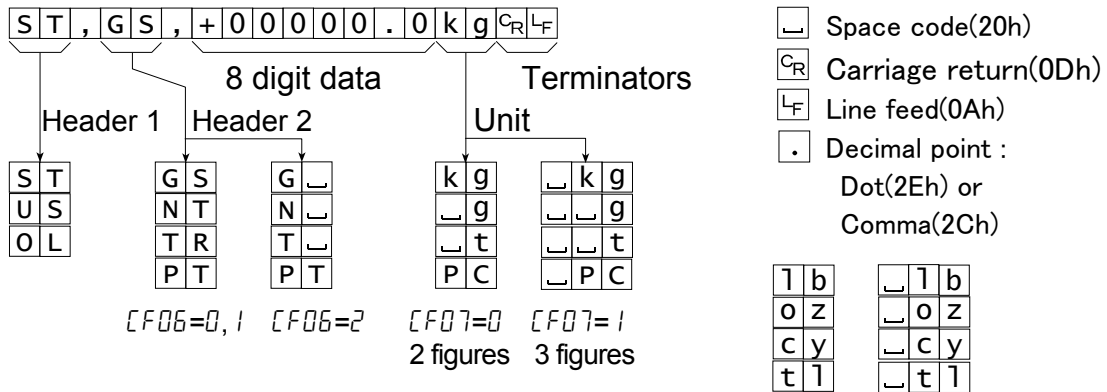 ST,GS,+00000.0kgCRLF
8 digit data
Terminators
Header 1
Header 2
Unit
ST
US
OL
GS
NT
TR
PT
G␣
N␣
T␣
PT
kg
␣g
␣t
PC
␣kg
␣␣g
␣␣t
␣PC
CF06=0,1
CF06=2
CF07=0
CF07=1
2 figures
3 figures
␣ Space code(20h)
CR Carriage return(0Dh)
LF Line feed(0Ah)
. Decimal point :
Dot(2Eh) or
Comma(2Ch)
lb
oz
cy
tl
␣lb
␣oz
␣cy
␣tl